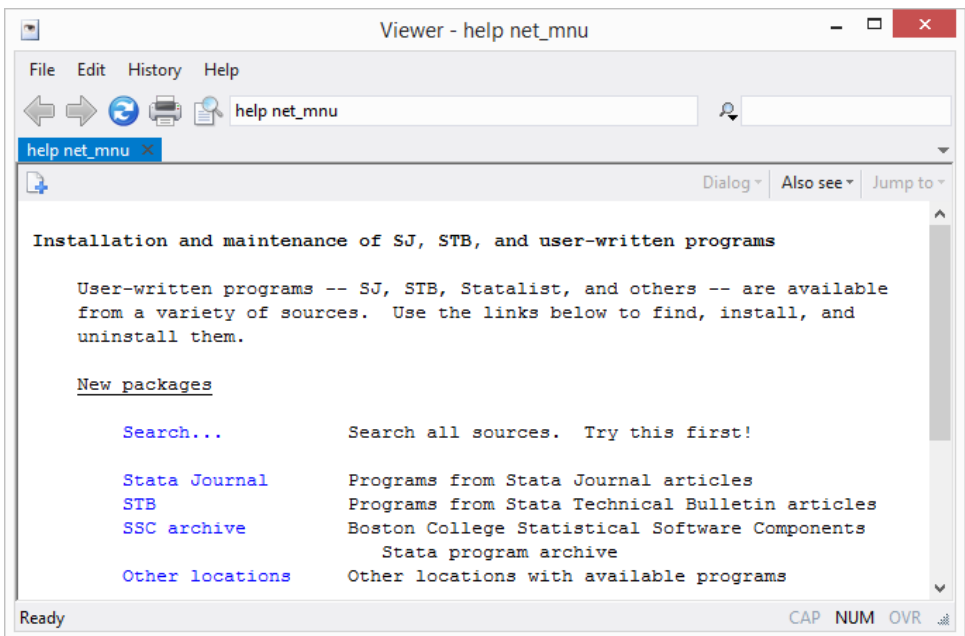 Viewer - help net_mnu
File Edit History Help
help net_mnu
help net_mnu
Dialog Also see Jump to
Installation and maintenance of SJ, STB, and user-written programs
User-written programs -- SJ, STB, Statalist, and others -- are available
from a variety of sources. Use the links below to find, install, and
uninstall them.
New packages
Search... Search all sources. Try this first!
Stata Journal Programs from Stata Journal articles
STB Programs from Stata Technical Bulletin articles
SSC archive Boston College Statistical Software Components
Stata program archive
Other locations Other locations with available programs
Ready CAP NUM OVR